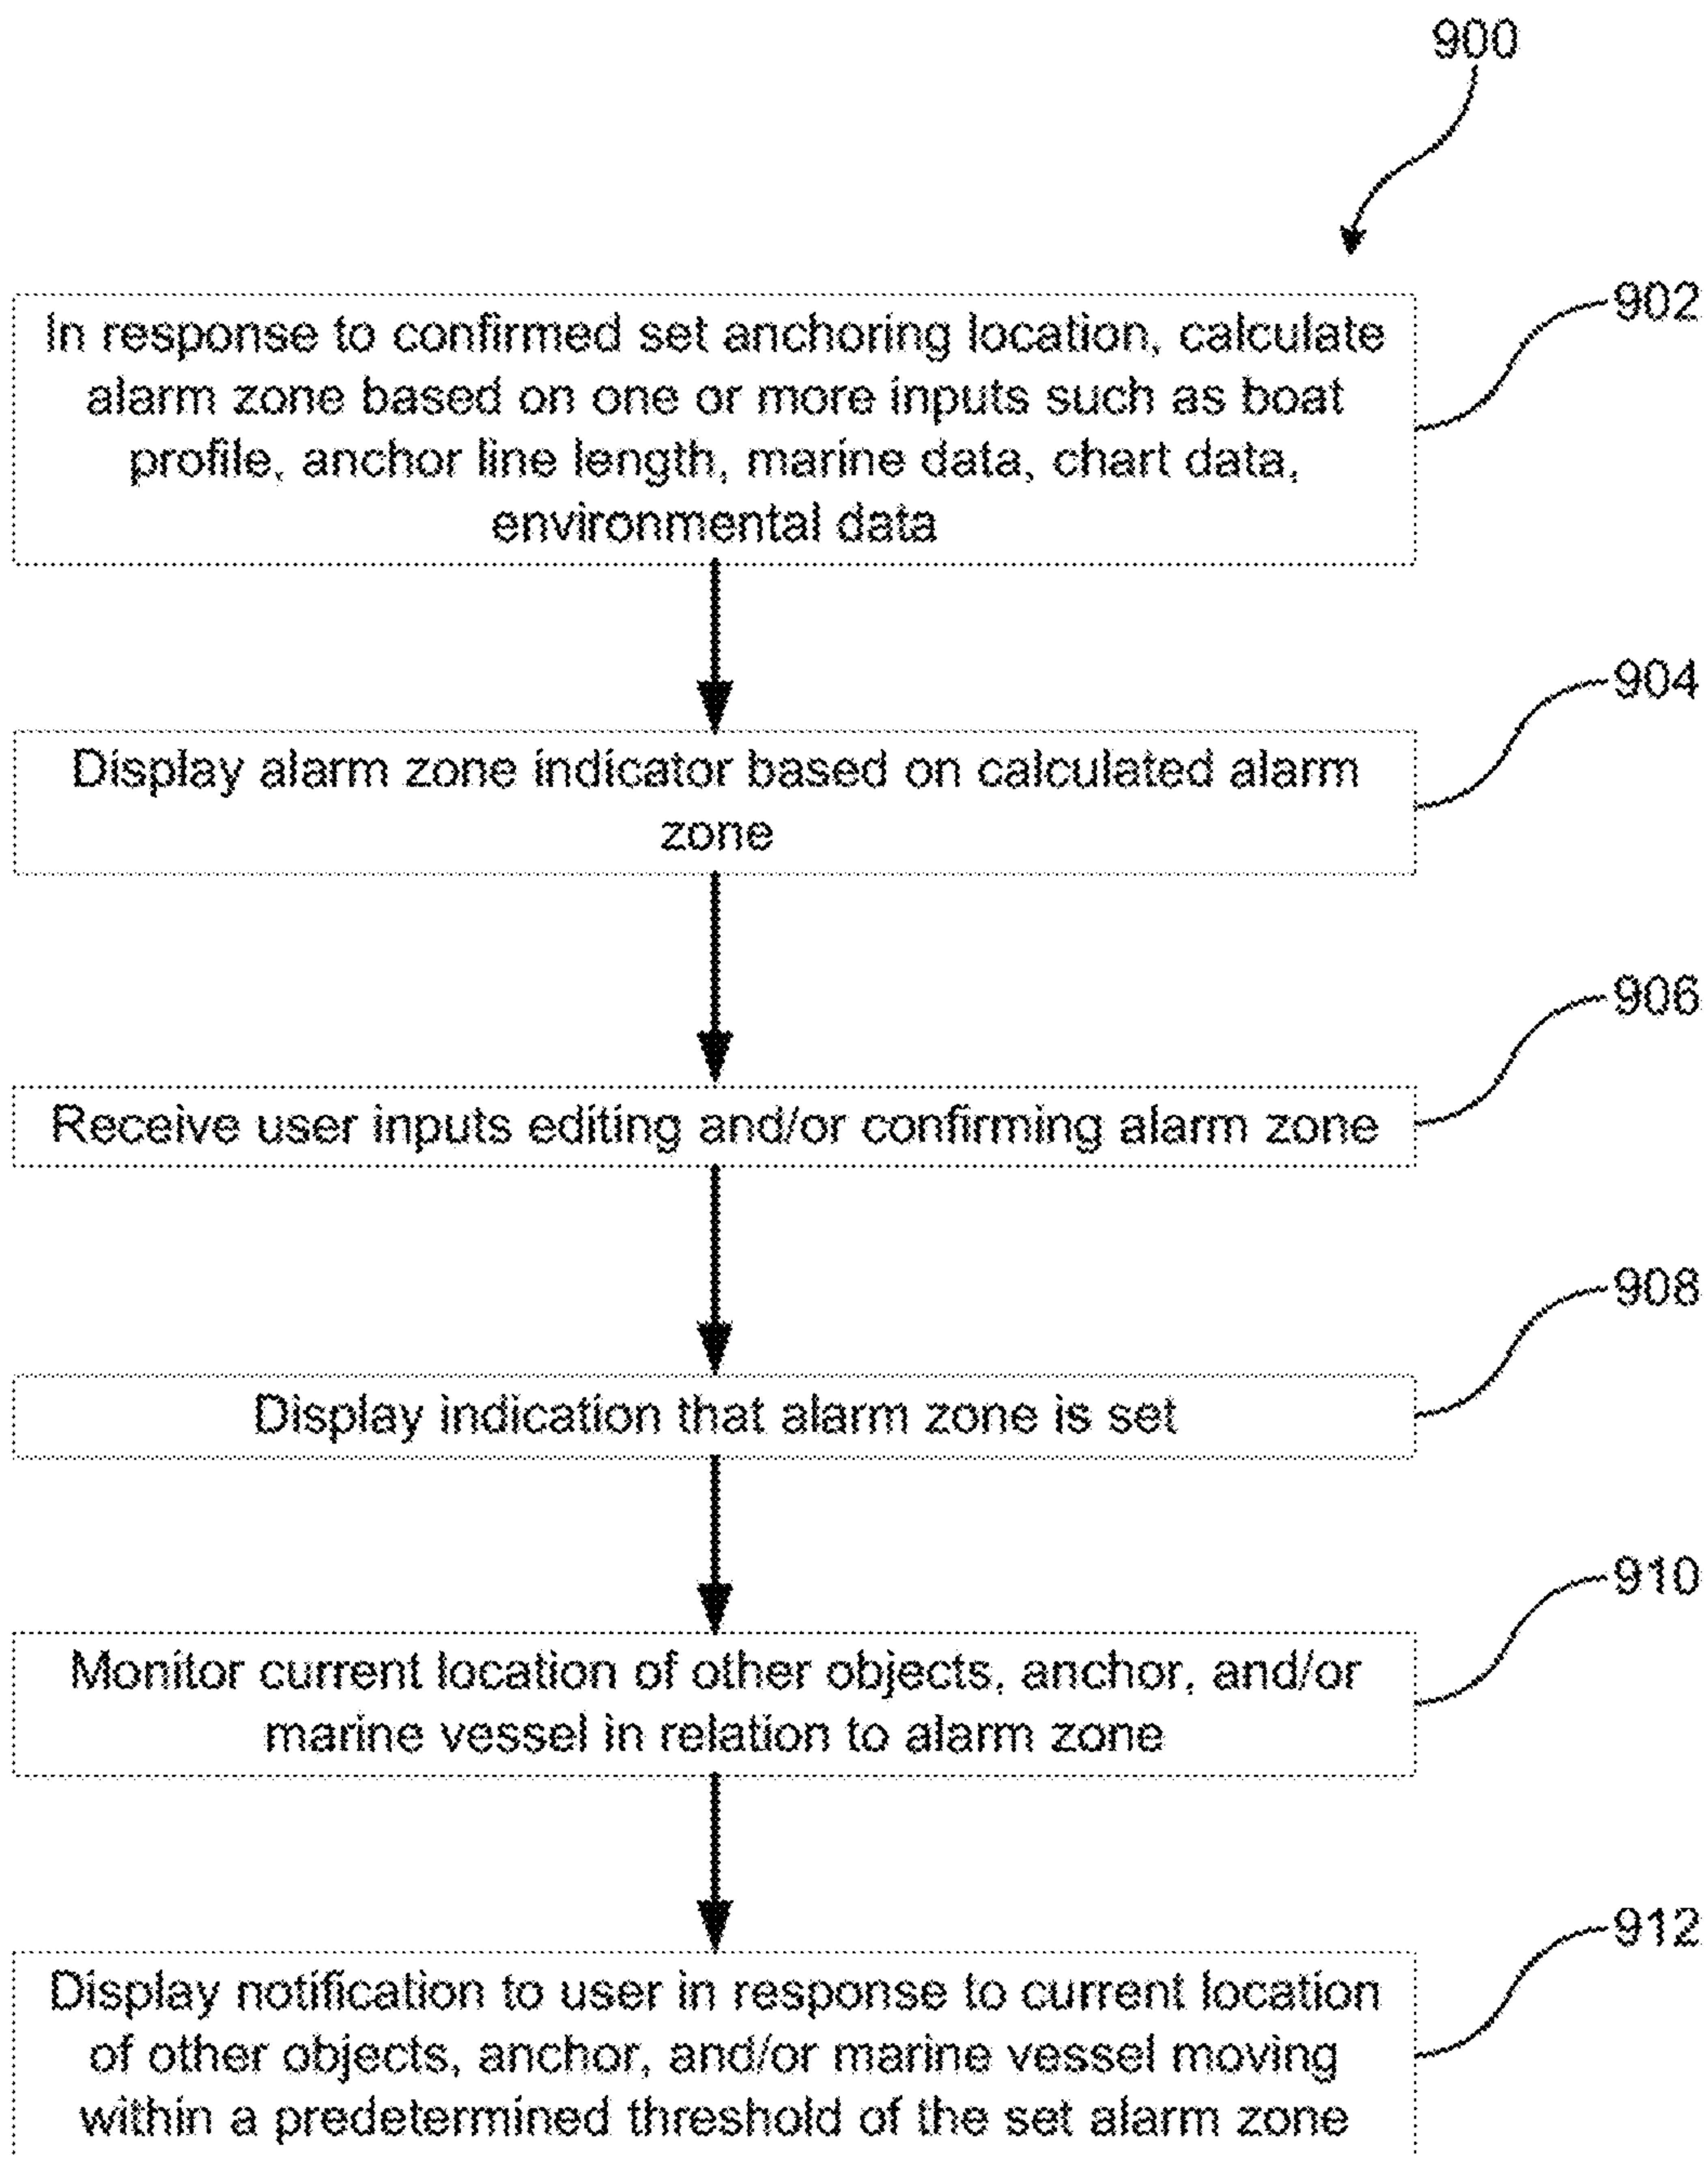 900
902
In response to confirmed set anchoring location, calculate
alarm zone based on one or more inputs such as boat
profile, anchor line length, marine data, chart data,
environmental data
904
Display alarm zone indicator based on calculated alarm
zone
906
Receive user inputs editing and/or confirming alarm zone
908
Display indication that alarm zone is set
910
Monitor current location of other objects, anchor, and/or
marine vessel in relation to alarm zone
912
Display notification to user in response to current location
of other objects, anchor, and/or marine vessel moving
within a predetermined threshold of the set alarm zone